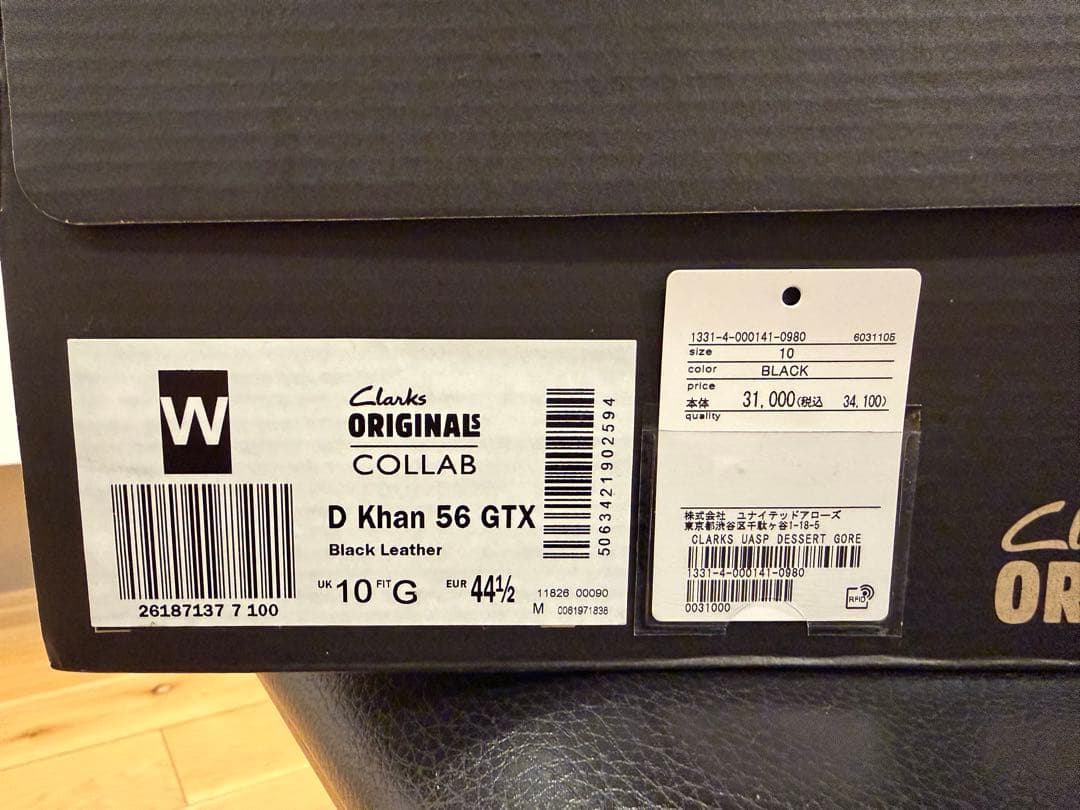 W
Clarks
ORIGINALS
COLLAB
D Khan 56 GTX
Black Leather
UK 10 FIT G EUR 44½
26187137 7 100
11826 00090
M 0061971838
5063421902594
1331-4-000141-0980 6031105
size 10
color BLACK
price
本体 31,000(税込 34,100)
quality
株式会社 ユナイテッドアローズ
東京都渋谷区千駄ヶ谷1-18-5
CLARKS UASP DESSERT GORE
1331-4-000141-0980
0031000
RFID
Cl
OR